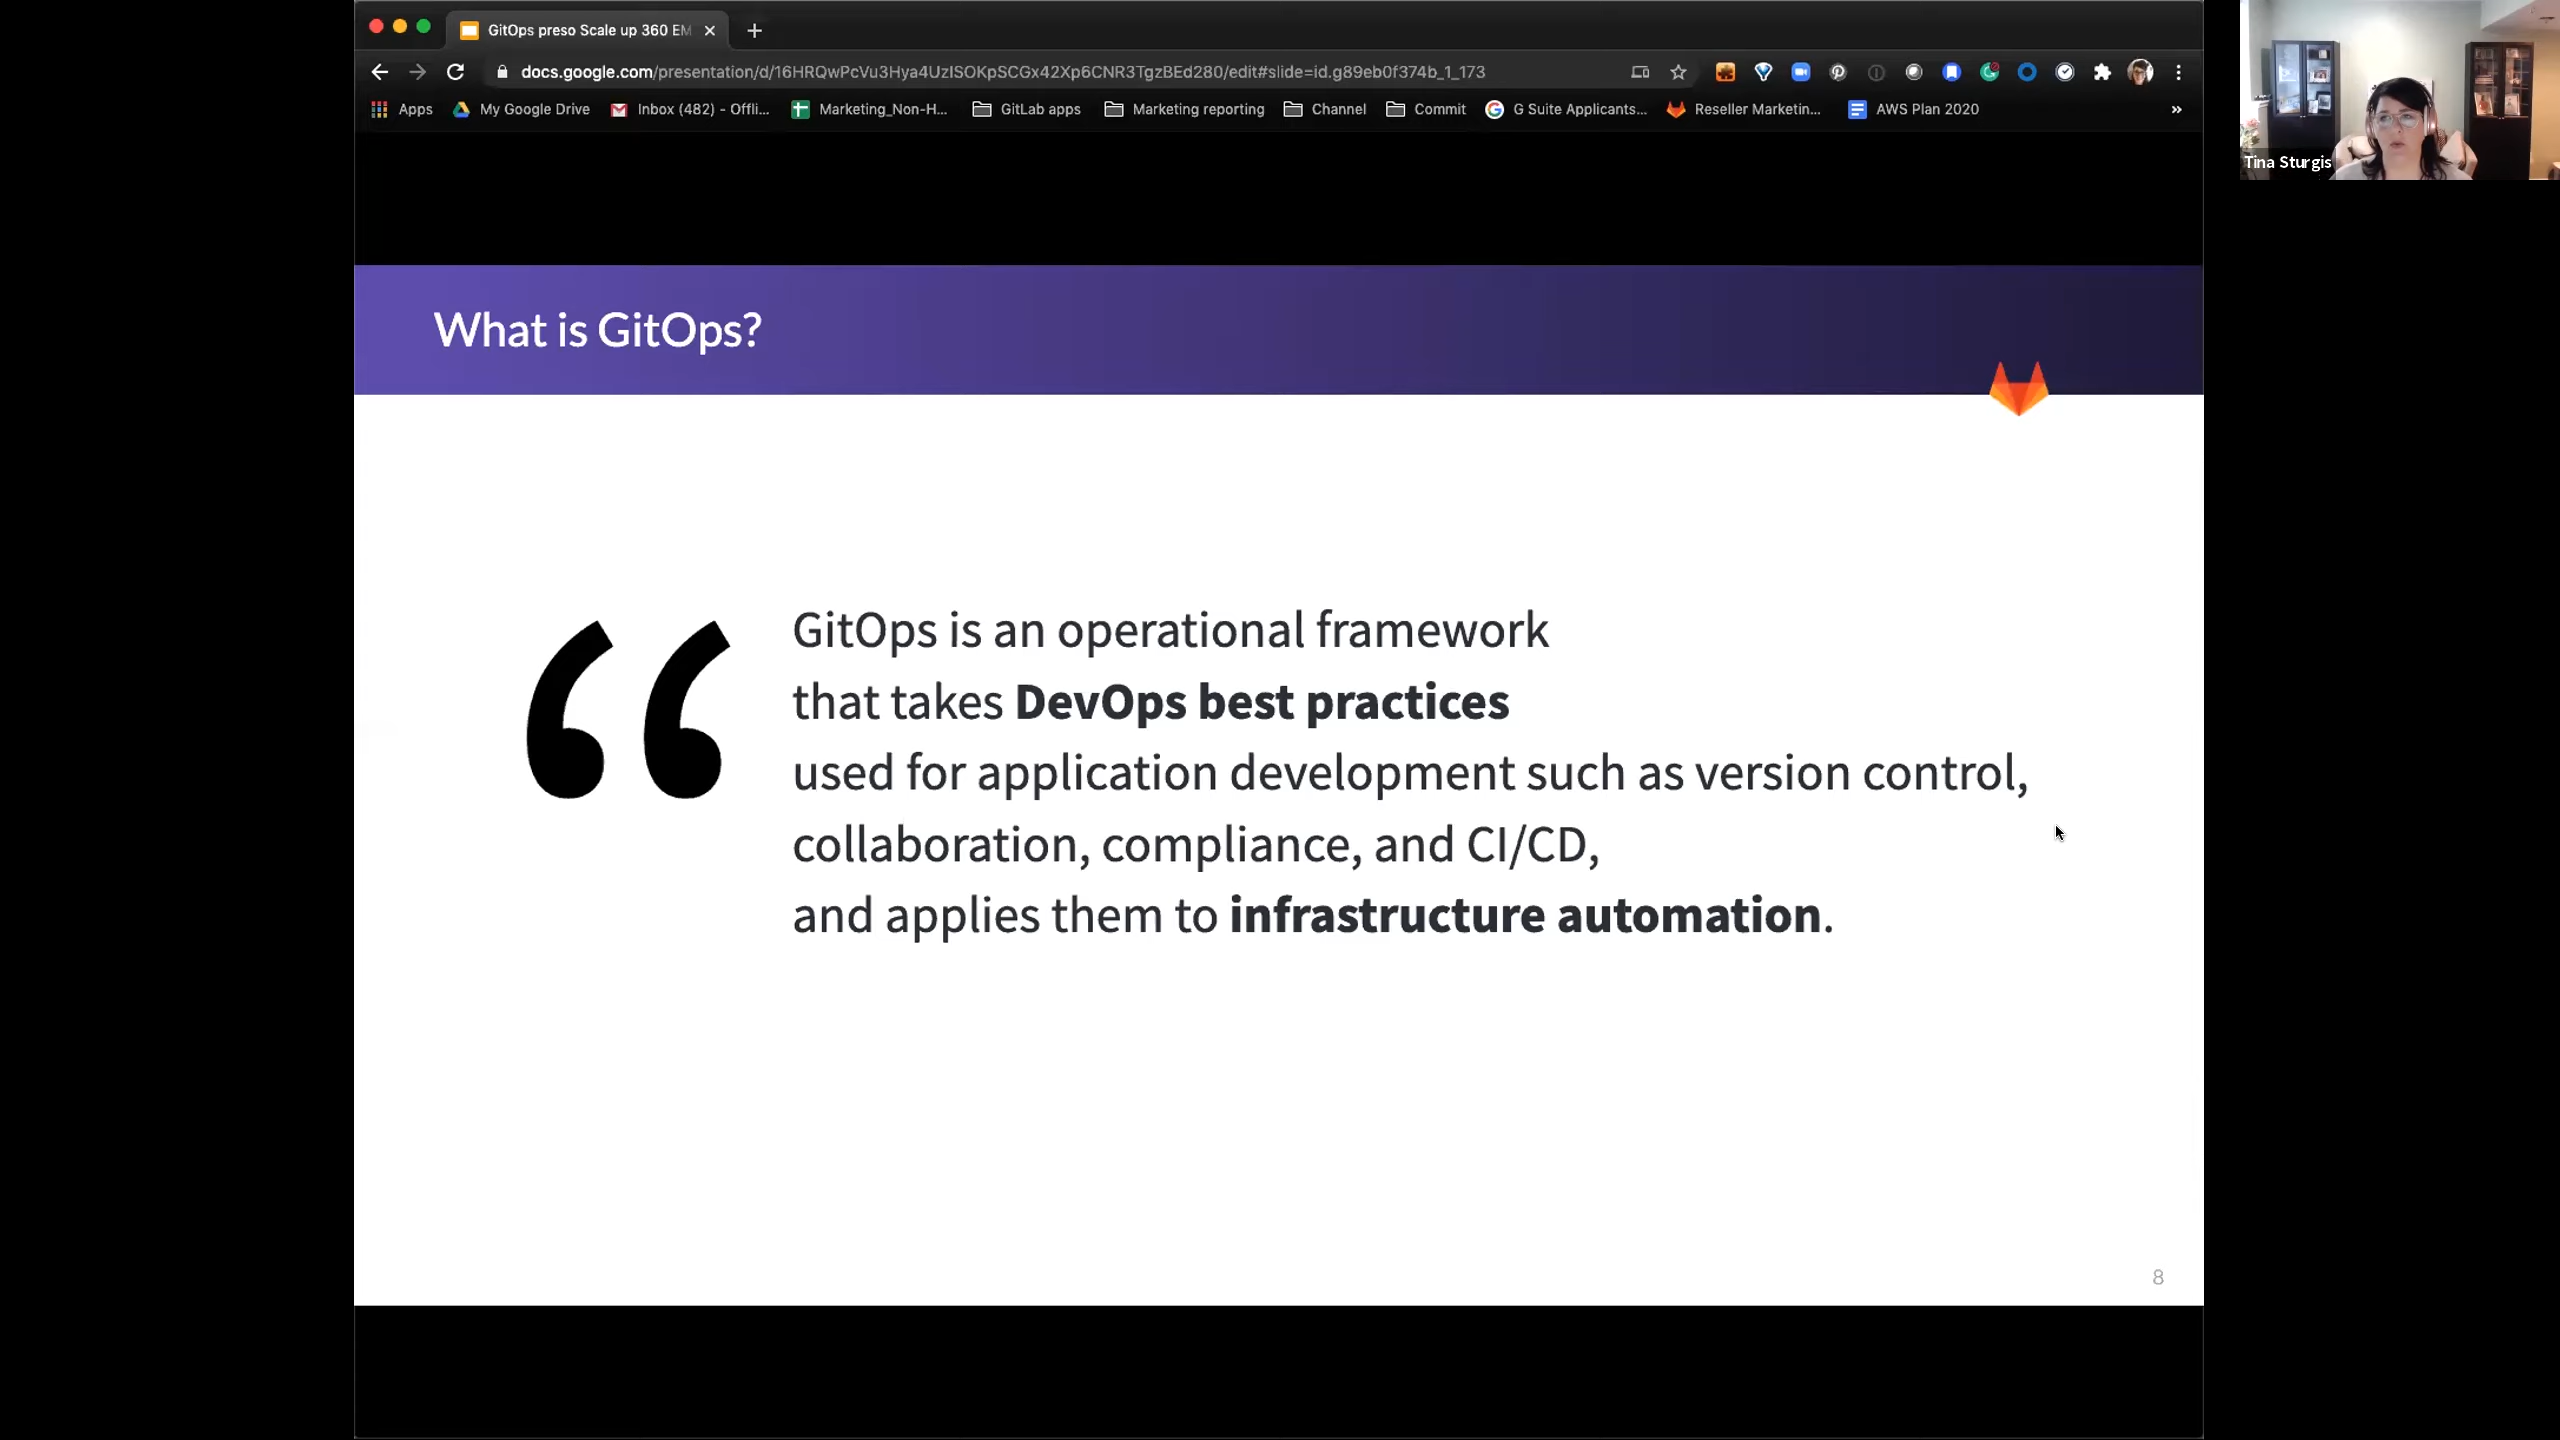 GitOps preso Scale up 360 EM
docs.google.com/presentation/d/16HRQwPcVu3Hya4UzISOKpSCGx42Xp6CNR3TgzBEd280/edit#slide=id.g89eb0f374b_1_173
Apps My Google Drive Inbox (482) - Offli... Marketing_Non-H... GitLab apps Marketing reporting Channel Commit G Suite Applicants... Reseller Marketin... AWS Plan 2020 »
Tina Sturgis
What is GitOps?
“ GitOps is an operational framework
that takes DevOps best practices
used for application development such as version control,
collaboration, compliance, and CI/CD,
and applies them to infrastructure automation.
8